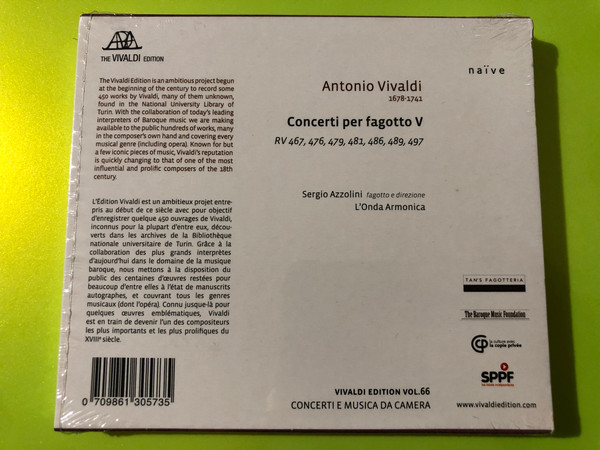 THE VIVALDI EDITION
The Vivaldi Edition is an ambitious project begun
at the beginning of the century to record some
450 works by Vivaldi, many of them unknown,
found in the National University Library of
Turin. With the collaboration of today's leading
interpreters of Baroque music we are making
available to the public hundreds of works, many
in the composer's own hand and covering every
musical genre (including opera). Known for but
a few iconic pieces of music, Vivaldi's reputation
is quickly changing to that of one of the most
influential and prolific composers of the 18th
century.
L'Édition Vivaldi est un ambitieux projet entre-
pris au début de ce siècle avec pour objectif
d'enregistrer quelque 450 ouvrages de Vivaldi,
inconnus pour la plupart d'entre eux, décou-
verts dans les archives de la Bibliothèque
nationale universitaire de Turin. Grâce à la
collaboration des plus grands interprètes
d'aujourd'hui dans le domaine de la musique
baroque, nous mettons à la disposition du
public des centaines d'œuvres restées pour
beaucoup d'entre elles à l'état de manuscrits
autographes, et couvrant tous les genres
musicaux (dont l'opéra). Connu jusque-là pour
quelques œuvres emblématiques, Vivaldi
est en train de devenir l'un des compositeurs
les plus importants et les plus prolifiques du
XVIIIe siècle.
0 709861 305735
naïve
Antonio Vivaldi
1678-1741
Concerti per fagotto V
RV 467, 476, 479, 481, 486, 489, 497
Sergio Azzolini fagotto e direzione
L'Onda Armonica
TAN'S FAGOTTERIA
The Baroque Music Foundation
la culture avec
la copie privée
SPPF
VIVALDI EDITION VOL.66
CONCERTI E MUSICA DA CAMERA
www.vivaldiedition.com